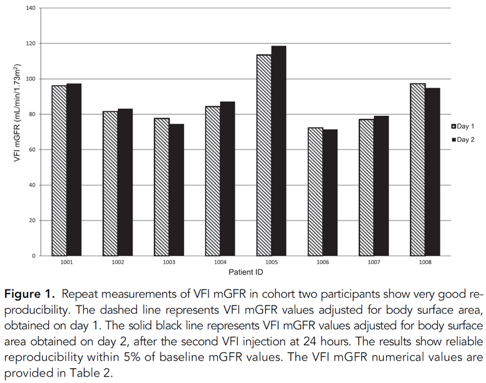 140
120
100
80
60
40
20
0
VFI mGFR (mL/min/1.73m²)
1001 1002 1003 1004 1005 1006 1007 1008
Patient ID
Day 1
Day 2
Figure 1. Repeat measurements of VFI mGFR in cohort two participants show very good re-
producibility. The dashed line represents VFI mGFR values adjusted for body surface area,
obtained on day 1. The solid black line represents VFI mGFR values adjusted for body surface
area obtained on day 2, after the second VFI injection at 24 hours. The results show reliable
reproducibility within 5% of baseline mGFR values. The VFI mGFR numerical values are
provided in Table 2.